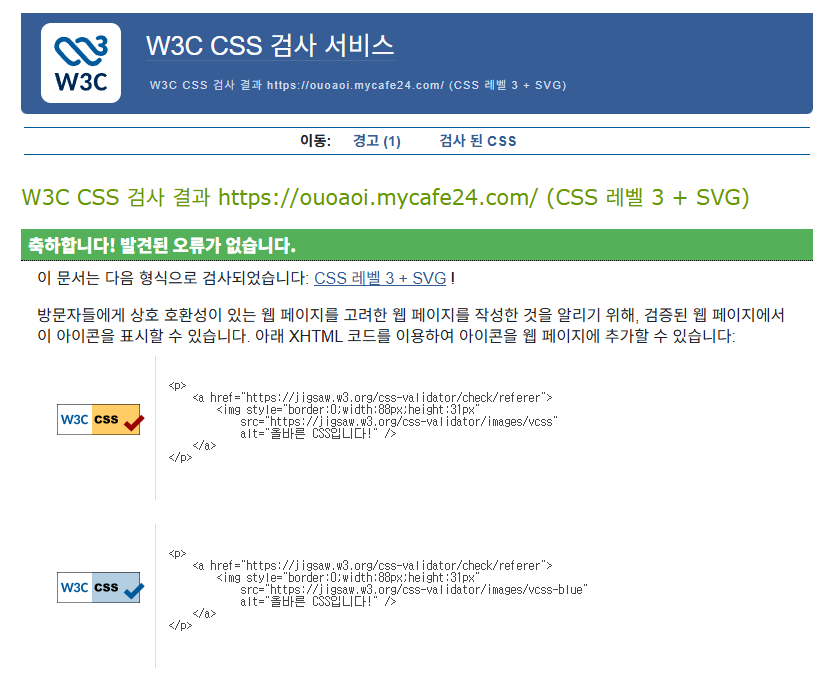 W3C
W3C CSS 검사 서비스
W3C CSS 검사 결과 https://ouoaoi.mycafe24.com/ (CSS 레벨 3 + SVG)
이동: 경고 (1) 검사 된 CSS
W3C CSS 검사 결과 https://ouoaoi.mycafe24.com/ (CSS 레벨 3 + SVG)
축하합니다! 발견된 오류가 없습니다.
이 문서는 다음 형식으로 검사되었습니다: CSS 레벨 3 + SVG !
방문자들에게 상호 호환성이 있는 웹 페이지를 고려한 웹 페이지를 작성한 것을 알리기 위해, 검증된 웹 페이지에서
이 아이콘을 표시할 수 있습니다. 아래 XHTML 코드를 이용하여 아이콘을 웹 페이지에 추가할 수 있습니다:
W3C css
<p>
<a href="https://jigsaw.w3.org/css-validator/check/referer">
<img style="border:0;width:88px;height:31px"
src="https://jigsaw.w3.org/css-validator/images/vcss"
alt="올바른 CSS입니다!" />
</a>
</p>
W3C css
<p>
<a href="https://jigsaw.w3.org/css-validator/check/referer">
<img style="border:0;width:88px;height:31px"
src="https://jigsaw.w3.org/css-validator/images/vcss-blue"
alt="올바른 CSS입니다!" />
</a>
</p>